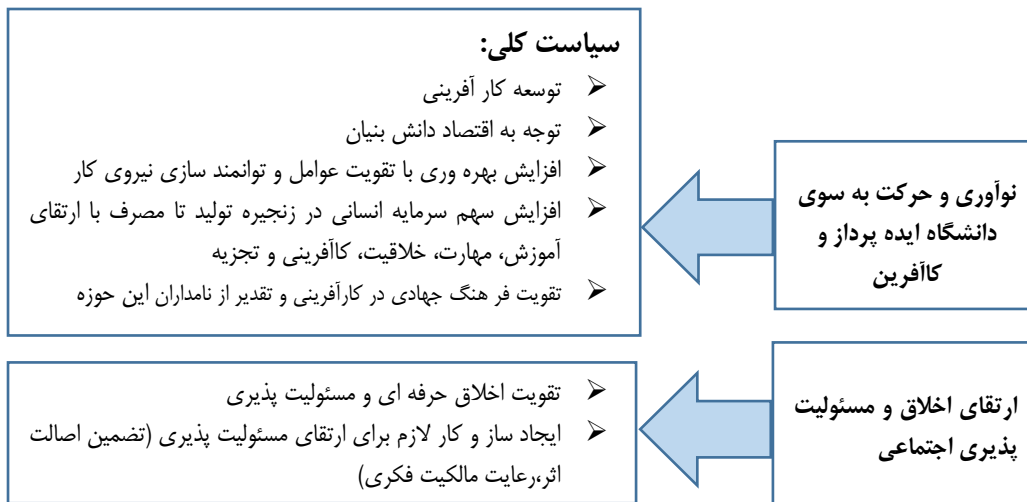 سیاست کلی:
➢ توسعه کار آفرینی
➢ توجه به اقتصاد دانش بنیان
➢ افزایش بهره وری با تقویت عوامل و توانمند سازی نیروی کار
➢ افزایش سهم سرمایه انسانی در زنجیره تولید تا مصرف با ارتقای
آموزش، مهارت، خلاقیت، کاآفرینی و تجزیه
➢ تقویت فر هنگ جهادی در کارآفرینی و تقدیر از نامداران این حوزه
نوآوری و حرکت به سوی
دانشگاه ایده پرداز و
کاآفرین
➢ تقویت اخلاق حرفه ای و مسئولیت پذیری
➢ ایجاد ساز و کار لازم برای ارتقای مسئولیت پذیری (تضمین اصالت
اثر،رعایت مالکیت فکری)
ارتقای اخلاق و مسئولیت
پذیری اجتماعی